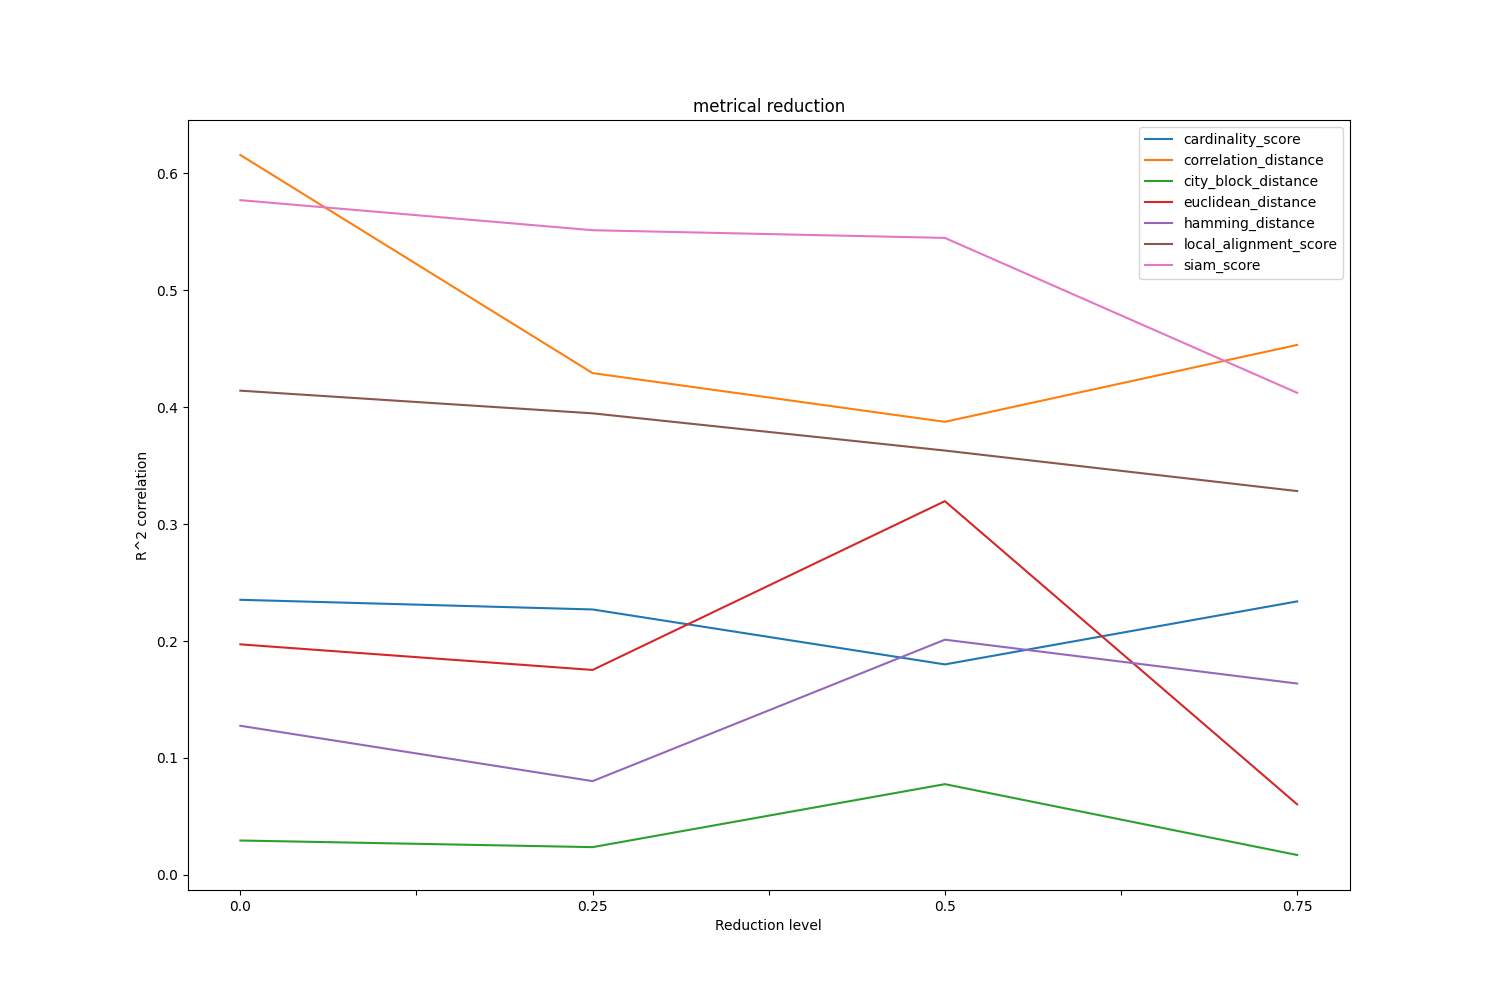 metrical reduction
cardinality_score
correlation_distance
city_block_distance
euclidean_distance
hamming_distance
local_alignment_score
siam_score
R^2 correlation
0.6
0.5
0.4
0.3
0.2
0.1
0.0
0.0 0.25 0.5 0.75
Reduction level